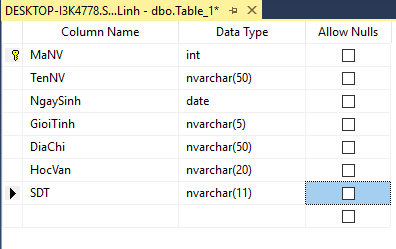 DESKTOP-I3K4778.S...Linh - dbo.Table_1*
Column Name Data Type Allow Nulls
MaNV int
TenNV nvarchar(50)
NgaySinh date
GioiTinh nvarchar(5)
DiaChi nvarchar(50)
HocVan nvarchar(20)
SDT nvarchar(11)